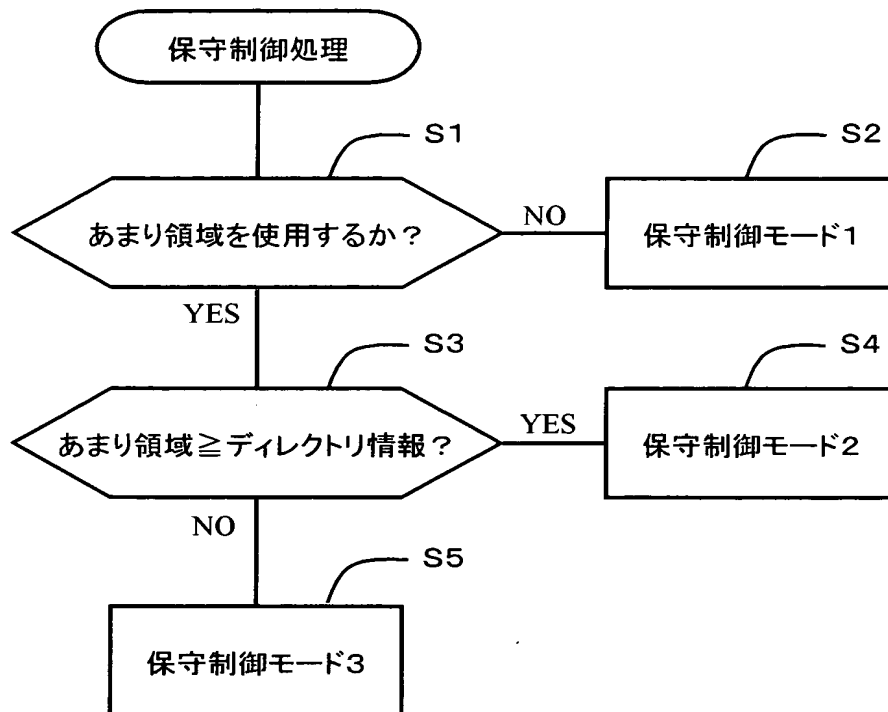 保守制御処理
S1
S2
あまり領域を使用するか？
NO
保守制御モード1
YES
S3
S4
あまり領域≧ディレクトリ情報？
YES
保守制御モード2
NO
S5
保守制御モード3